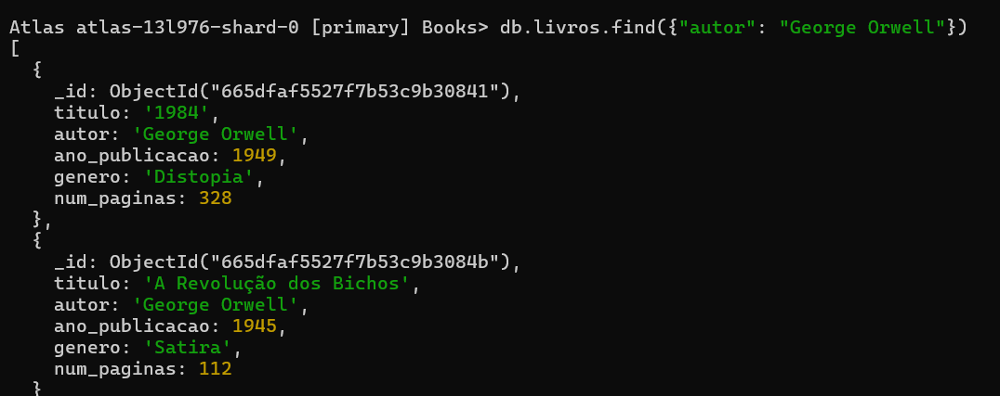 Atlas atlas-13l976-shard-0 [primary] Books> db.livros.find({"autor": "George Orwell"})
[
  {
    _id: ObjectId("665dfaf5527f7b53c9b30841"),
    titulo: '1984',
    autor: 'George Orwell',
    ano_publicacao: 1949,
    genero: 'Distopia',
    num_paginas: 328
  },
  {
    _id: ObjectId("665dfaf5527f7b53c9b3084b"),
    titulo: 'A Revolução dos Bichos',
    autor: 'George Orwell',
    ano_publicacao: 1945,
    genero: 'Satira',
    num_paginas: 112
  }